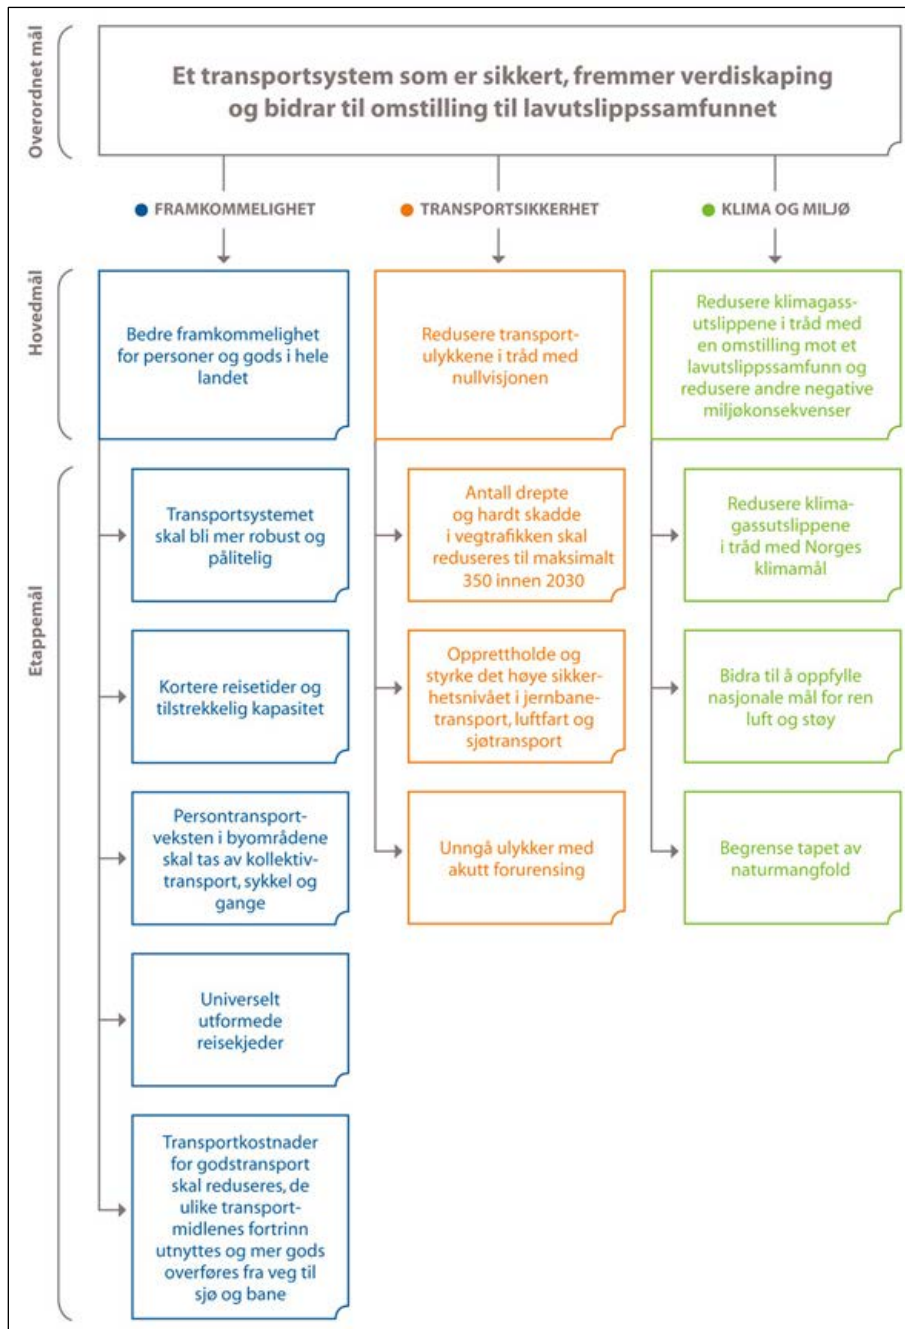 Overordnet mål
Et transportsystem som er sikkert, fremmer verdiskaping
og bidrar til omstilling til lavutslippssamfunnet
FRAMKOMMELIGHET
TRANSPORTSIKKERHET
KLIMA OG MILJØ
Hovedmål
Bedre framkommelighet
for personer og gods i hele
landet
Redusere transport-
ulykkene i tråd med
nullvisjonen
Redusere klimagass-
utslippene i tråd med
en omstilling mot et
lavutslippssamfunn og
redusere andre negative
miljøkonsekvenser
Etappemål
Transportsystemet
skal bli mer robust og
pålitelig
Kortere reisetider og
tilstrekkelig kapasitet
Persontransport-
veksten i byområdene
skal tas av kollektiv-
transport, sykkel og
gange
Universelt
utformede
reisekjeder
Transportkostnader
for godstransport
skal reduseres, de
ulike transport-
midlenes fortrinn
utnyttes og mer gods
overføres fra veg til
sjø og bane
Antall drepte
og hardt skadde
i vegtrafikken skal
reduseres til maksimalt
350 innen 2030
Opprettholde og
styrke det høye sikker-
hetsnivået i jernbane-
transport, luftfart og
sjøtransport
Unngå ulykker med
akutt forurensing
Redusere klima-
gassutslippene
i tråd med Norges
klimamål
Bidra til å oppfylle
nasjonale mål for ren
luft og støy
Begrense tapet av
naturmangfold